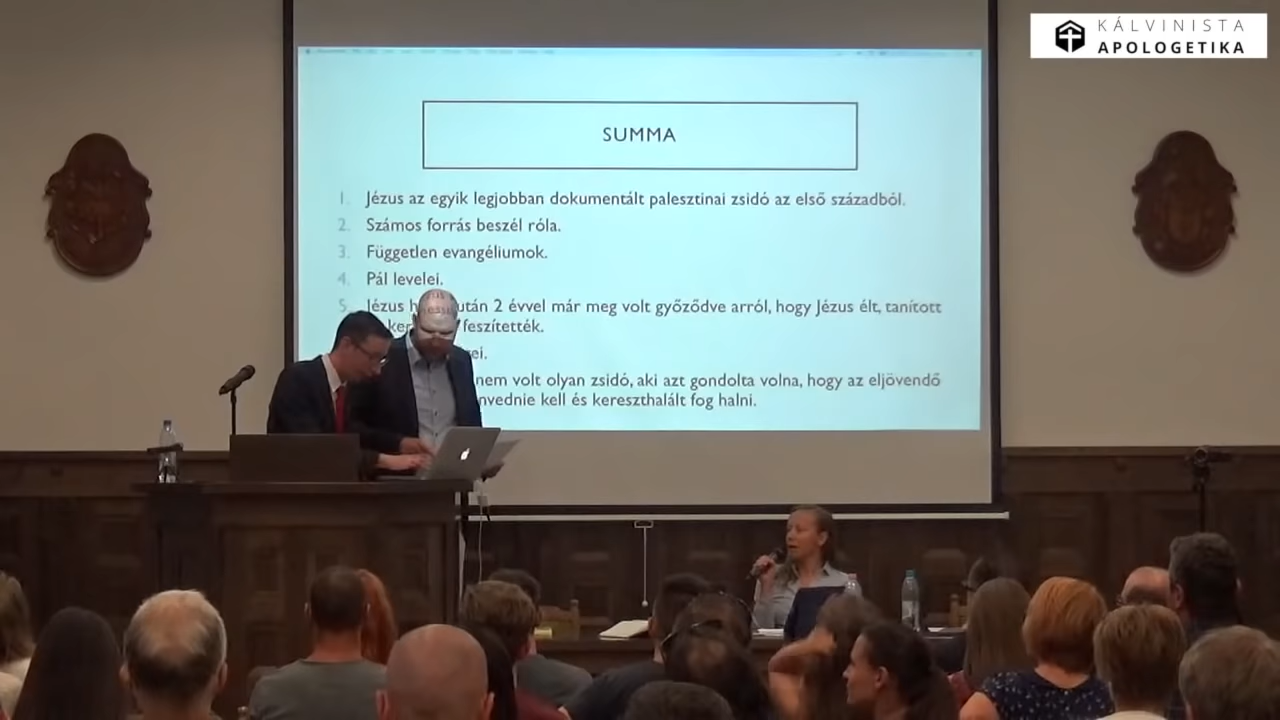 KÁLVINISTA
APOLOGETIKA
SUMMA
1. Jézus az egyik legjobban dokumentált palesztinai zsidó az első századból.
2. Számos forrás beszél róla.
3. Független evangéliumok.
4. Pál levelei.
5. Jézus után 2 évvel már meg volt győződve arról, hogy Jézus élt, tanított
feszítették.
nem volt olyan zsidó, aki azt gondolta volna, hogy az eljövendő
kell és kereszthalált fog halni.